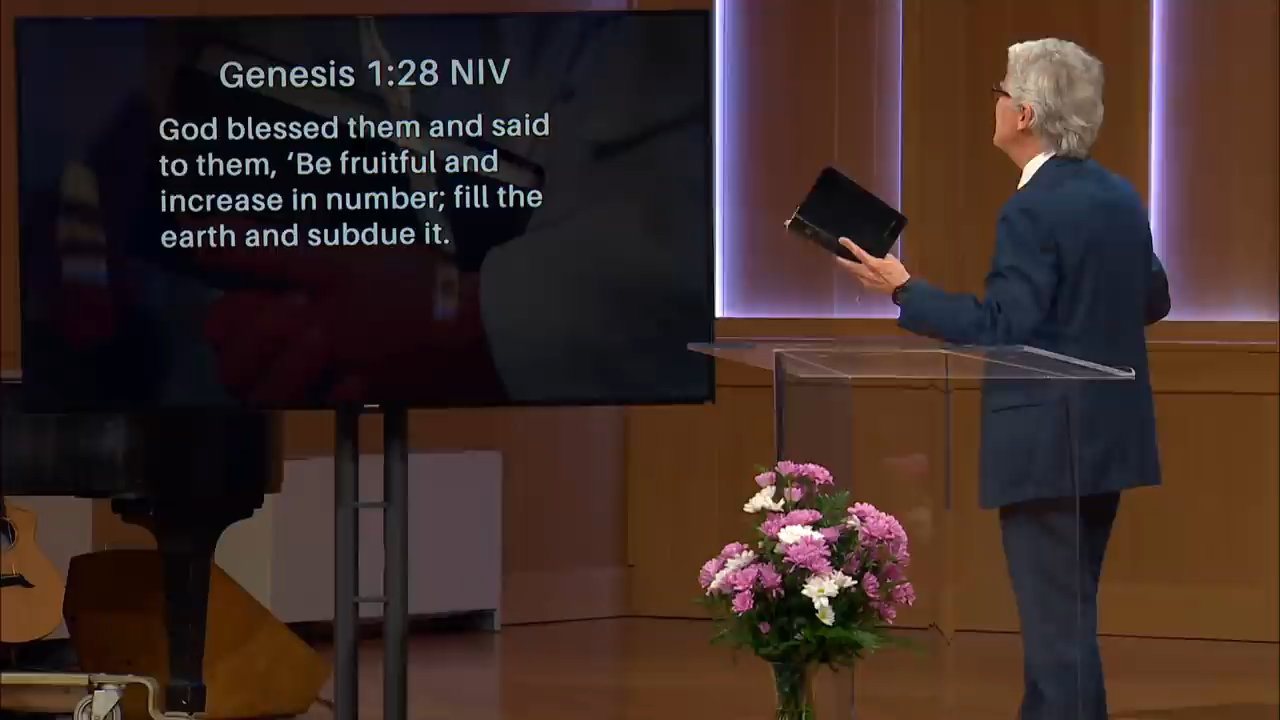 Genesis 1:28 NIV
God blessed them and said
to them, ‘Be fruitful and
increase in number; fill the
earth and subdue it.